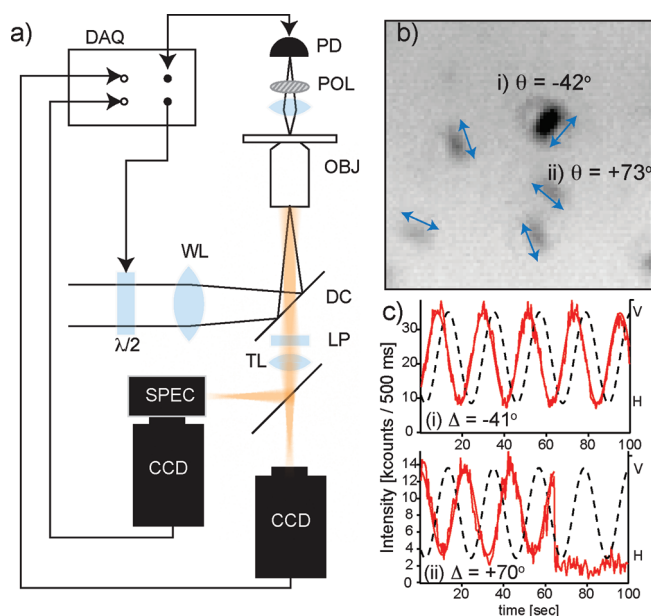 a)
DAQ
PD
POL
OBJ
WL
DC
λ/2
LP
TL
SPEC
CCD
CCD
b)
i) θ = -42°
ii) θ = +73°
c)
Intensity [kcounts / 500 ms]
30
20
10
0
V
H
(i) Δ = -41°
20 40 60 80 100
14
12
10
8
6
4
2
0
V
H
(ii) Δ = +70°
0 20 40 60 80 100
time [sec]